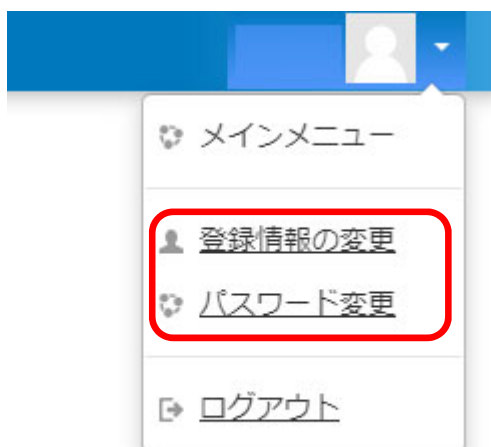 メインメニュー
登録情報の変更
パスワード変更
ログアウト